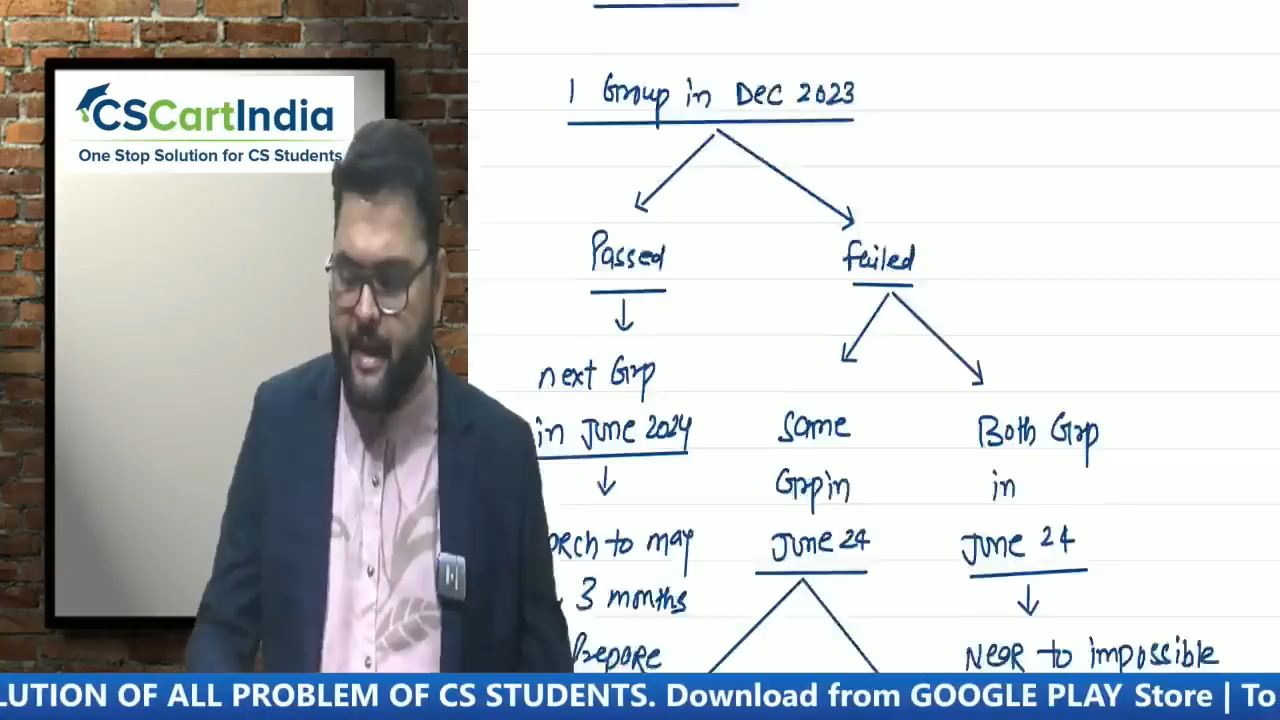 CSCartIndia
One Stop Solution for CS Students
1 Group in Dec 2023
Passed
failed
next Grp
in June 2024
Same
Grp in
June 24
Both Grp
in
June 24
to may
3 months
Prepare
Near to impossible
LUTION OF ALL PROBLEM OF CS STUDENTS. Download from GOOGLE PLAY Store | To